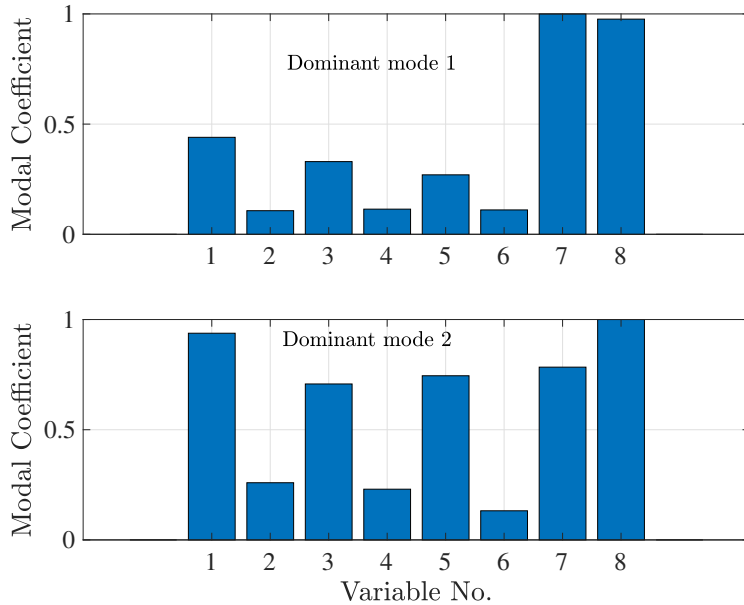 Modal Coefficient
1
0.5
0
Dominant mode 1
1 2 3 4 5 6 7 8
Modal Coefficient
1
0.5
0
Dominant mode 2
1 2 3 4 5 6 7 8
Variable No.